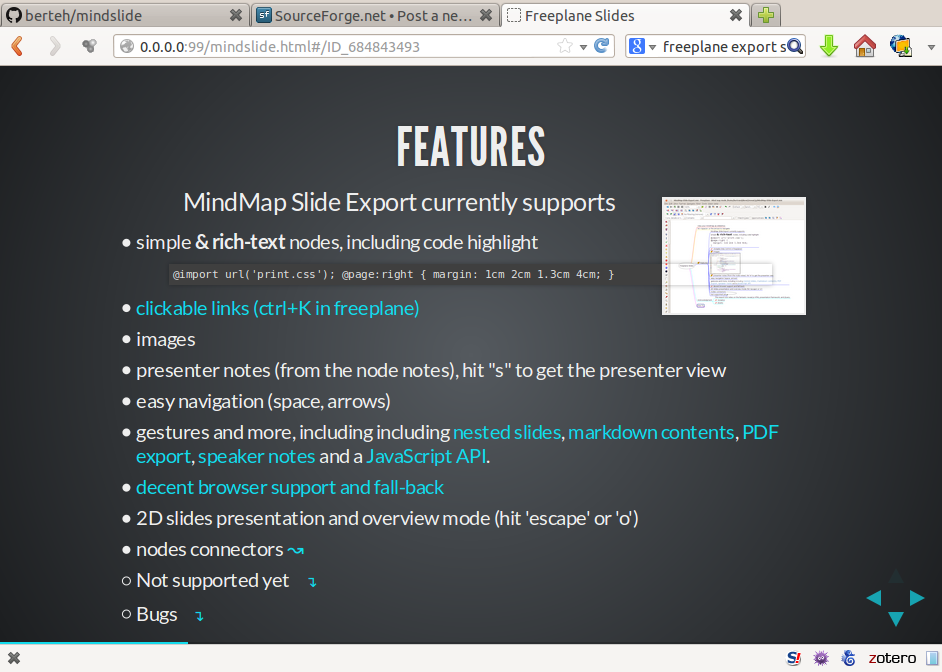 berteh/mindslide
SourceForge.net • Post a ne...
Freeplane Slides
0.0.0.0:99/mindslide.html#/ID_684843493
freeplane export s
FEATURES
MindMap Slide Export currently supports
• simple & rich-text nodes, including code highlight
@import url('print.css'); @page:right { margin: 1cm 2cm 1.3cm 4cm; }
• clickable links (ctrl+K in freeplane)
• images
• presenter notes (from the node notes), hit "s" to get the presenter view
• easy navigation (space, arrows)
• gestures and more, including including nested slides, markdown contents, PDF
export, speaker notes and a JavaScript API.
• decent browser support and fall-back
• 2D slides presentation and overview mode (hit 'escape' or 'o')
• nodes connectors ↝
○ Not supported yet ↴
○ Bugs ↴
S!
zotero